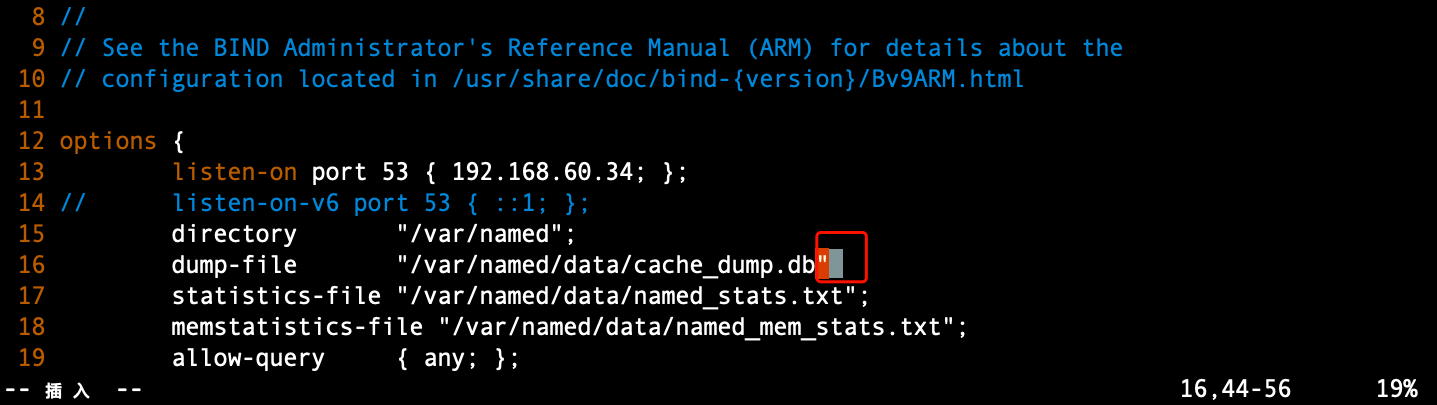 8 //
9 // See the BIND Administrator's Reference Manual (ARM) for details about the
10 // configuration located in /usr/share/doc/bind-{version}/Bv9ARM.html
11
12 options {
13         listen-on port 53 { 192.168.60.34; };
14 //      listen-on-v6 port 53 { ::1; };
15         directory       "/var/named";
16         dump-file       "/var/named/data/cache_dump.db"
17         statistics-file "/var/named/data/named_stats.txt";
18         memstatistics-file "/var/named/data/named_mem_stats.txt";
19         allow-query     { any; };
-- 插入 -- 16,44-56 19%